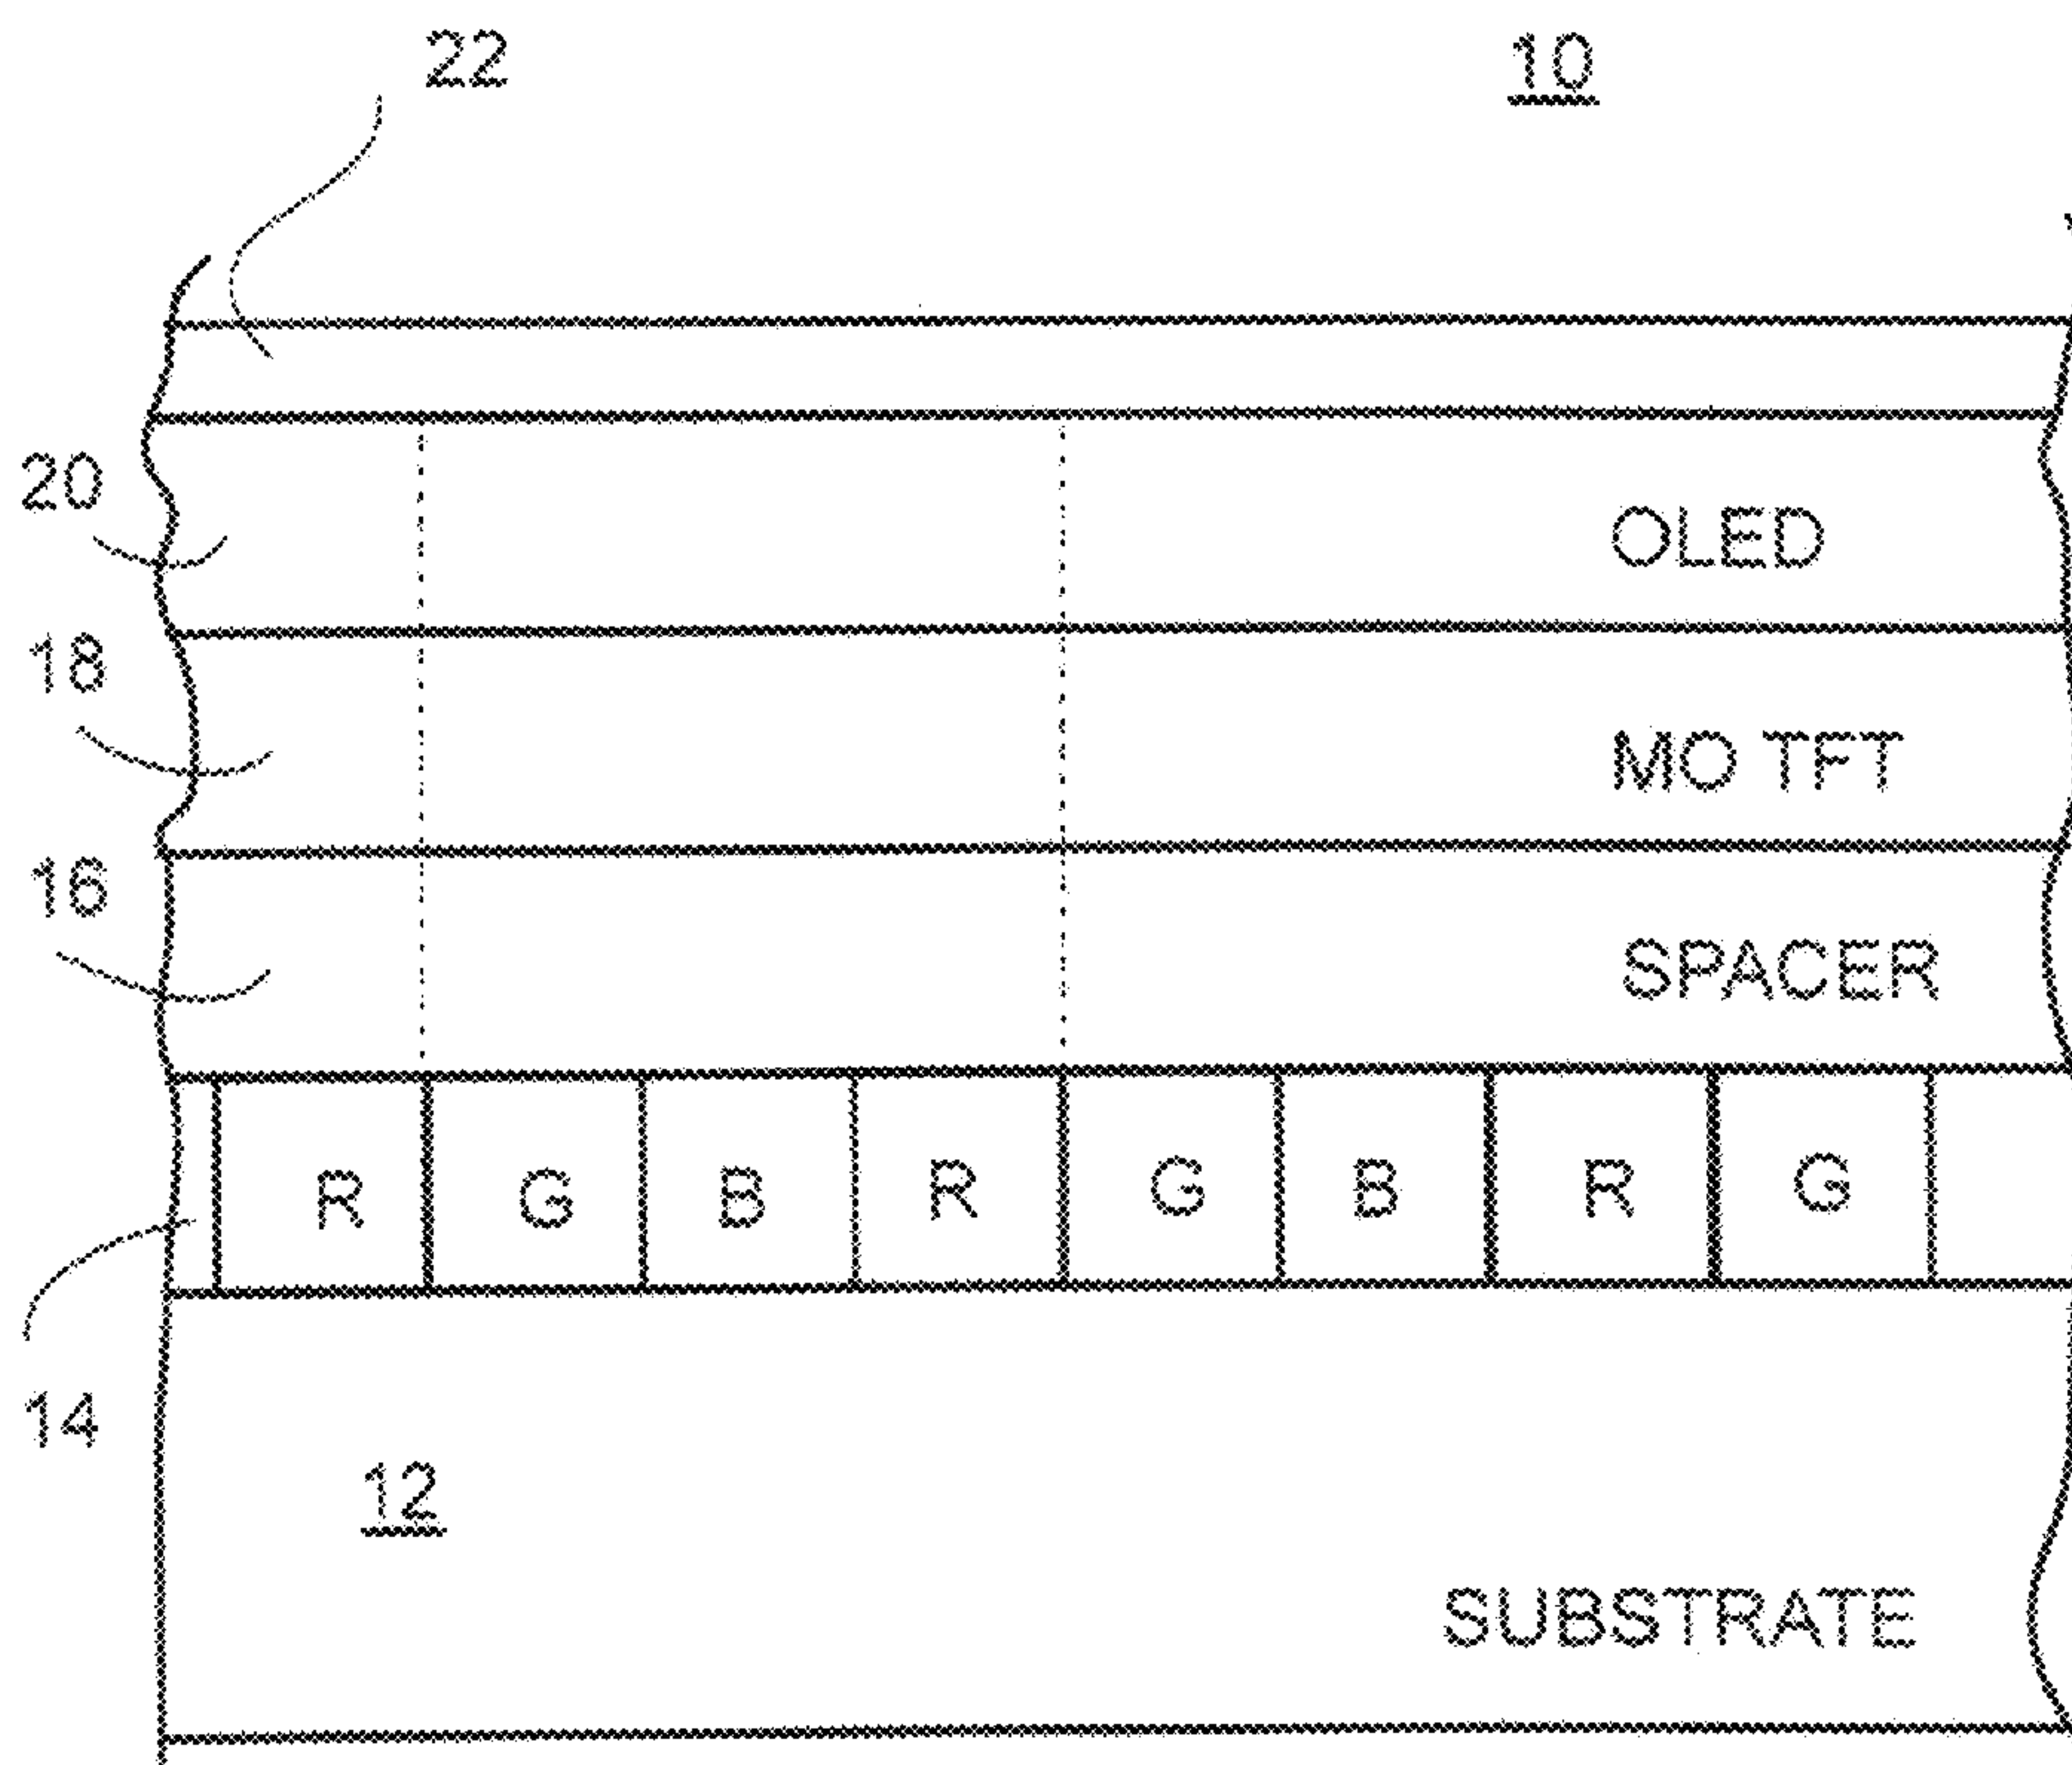 22
10
20
OLED
18
MO TFT
16
SPACER
R G B R G B R G
14
12
SUBSTRATE